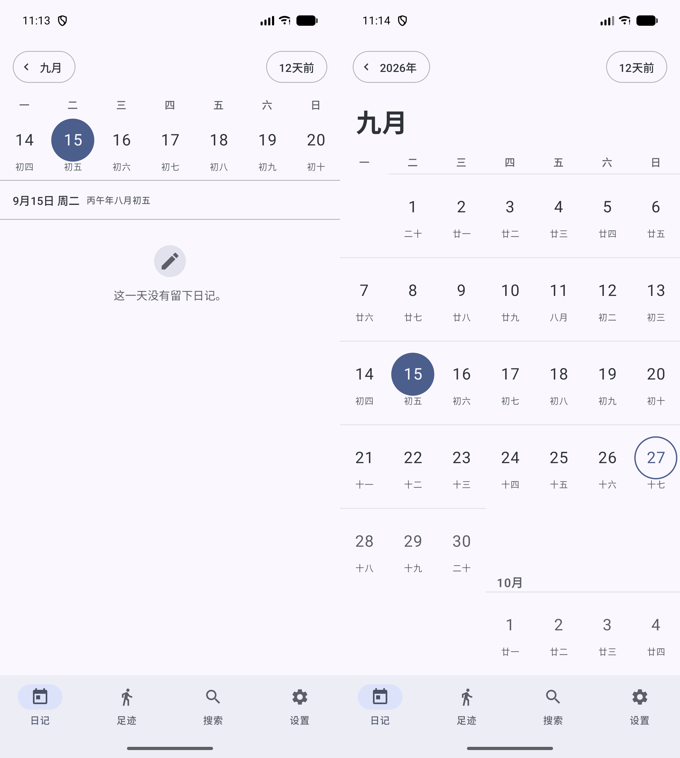 11:13
九月
12天前
一 二 三 四 五 六 日
14 15 16 17 18 19 20
初四 初五 初六 初七 初八 初九 初十
9月15日 周二 丙午年八月初五
这一天没有留下日记。
日记 足迹 搜索 设置
11:14
2026年
12天前
九月
一 二 三 四 五 六 日
1 2 3 4 5 6
二十 廿一 廿二 廿三 廿四 廿五
7 8 9 10 11 12 13
廿六 廿七 廿八 廿九 八月 初二 初三
14 15 16 17 18 19 20
初四 初五 初六 初七 初八 初九 初十
21 22 23 24 25 26 27
十一 十二 十三 十四 十五 十六 十七
28 29 30
十八 十九 二十
10月
1 2 3 4
廿一 廿二 廿三 廿四
日记 足迹 搜索 设置